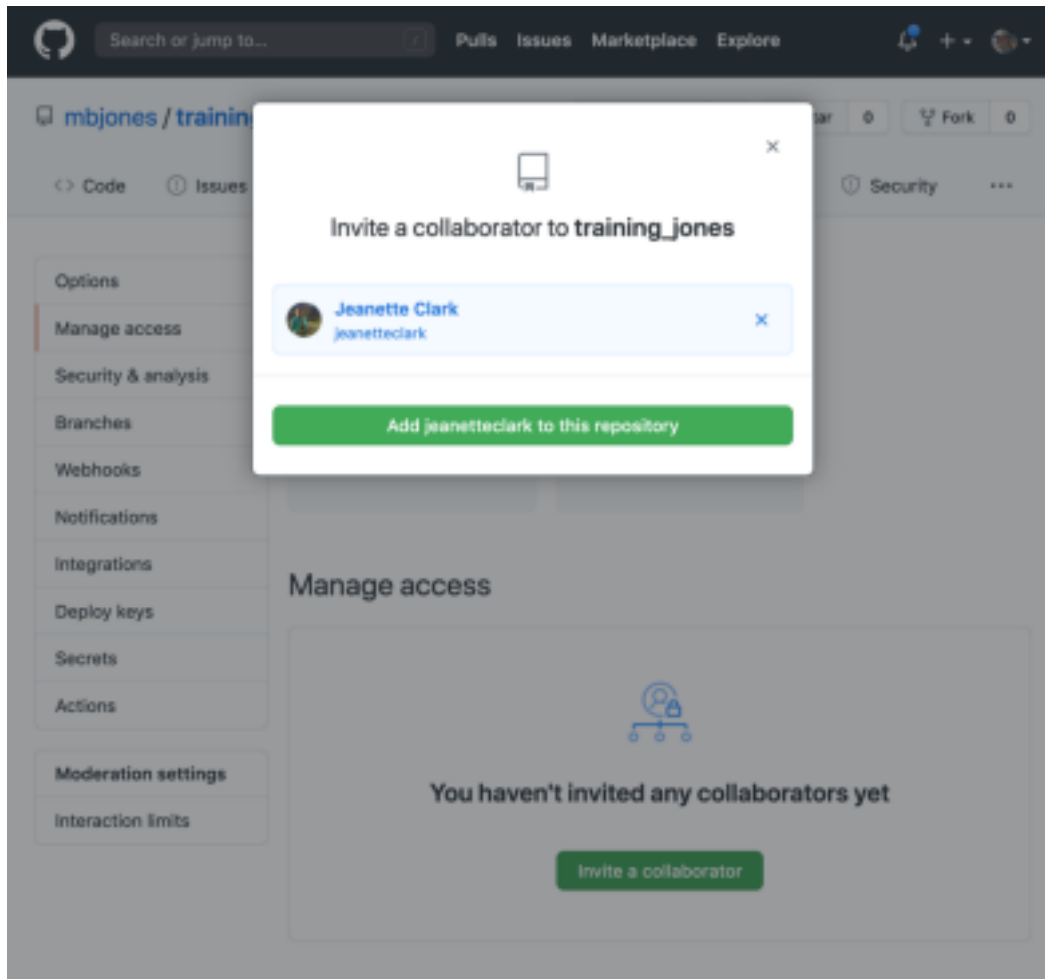 Search or jump to... / Pulls Issues Marketplace Explore
mbjones / training
Fork 0
0
Code Issues
Security ...
Invite a collaborator to training_jones
Jeanette Clark
jeanetteclark
Add jeanetteclark to this repository
Options
Manage access
Security & analysis
Branches
Webhooks
Notifications
Integrations
Deploy keys
Secrets
Actions
Moderation settings
Interaction limits
Manage access
You haven't invited any collaborators yet
Invite a collaborator